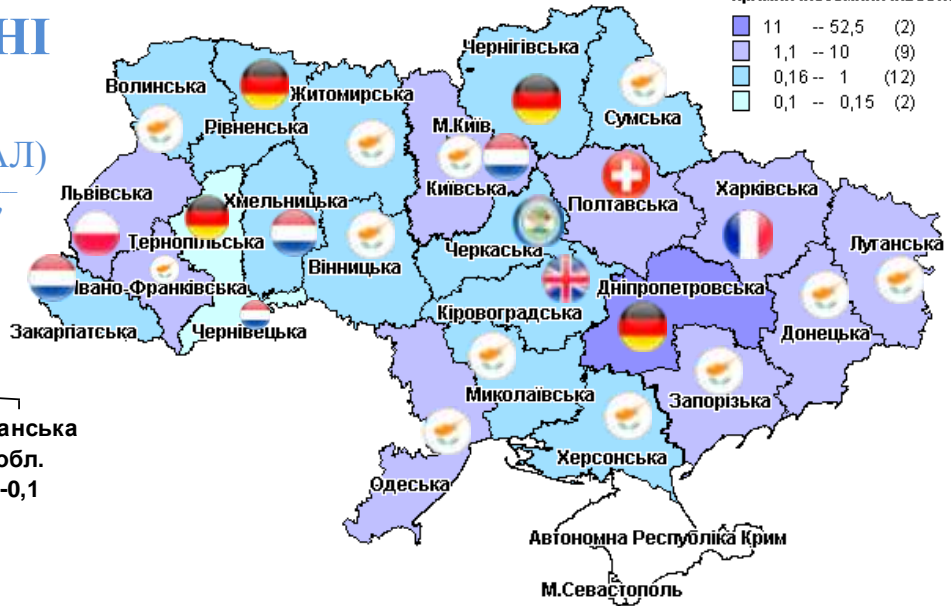 НІ
АЛ)
11 -- 52,5 (2)
1,1 -- 10 (9)
0,16 -- 1 (12)
0,1 -- 0,15 (2)
Волинська
Рівненська
Житомирська
Чернігівська
Сумська
М.Київ
Київська
Львівська
Тернопільська
Хмельницька
Вінницька
Черкаська
Полтавська
Харківська
Луганська
Івано-Франківська
Закарпатська
Чернівецька
Кіровоградська
Дніпропетровська
Донецька
Миколаївська
Запорізька
Херсонська
Одеська
анська
обл.
-0,1
Автономна Республіка Крим
М.Севастополь